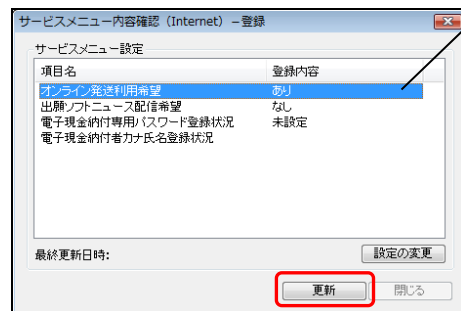 サービスメニュー内容確認（Internet）－登録
サービスメニュー設定
項目名 登録内容
オンライン発送利用希望 あり
出願ソフトニュース配信希望 なし
電子現金納付専用パスワード登録状況 未設定
電子現金納付者カナ氏名登録状況
最終更新日時: 設定の変更
更新 閉じる